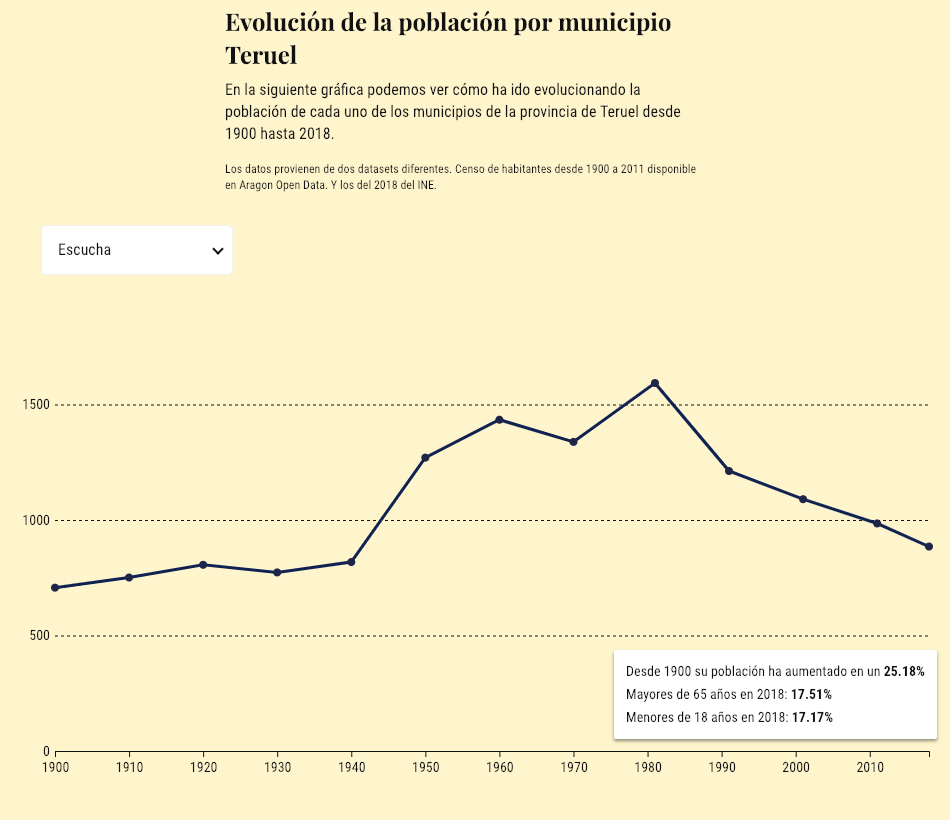 Evolución de la población por municipio
Teruel
En la siguiente gráfica podemos ver cómo ha ido evolucionando la
población de cada uno de los municipios de la provincia de Teruel desde
1900 hasta 2018.
Los datos provienen de dos datasets diferentes. Censo de habitantes desde 1900 a 2011 disponible
en Aragon Open Data. Y los del 2018 del INE.
Escucha
1500
1000
500
Desde 1900 su población ha aumentado en un 25.18%
Mayores de 65 años en 2018: 17.51%
Menores de 18 años en 2018: 17.17%
0
1900 1910 1920 1930 1940 1950 1960 1970 1980 1990 2000 2010